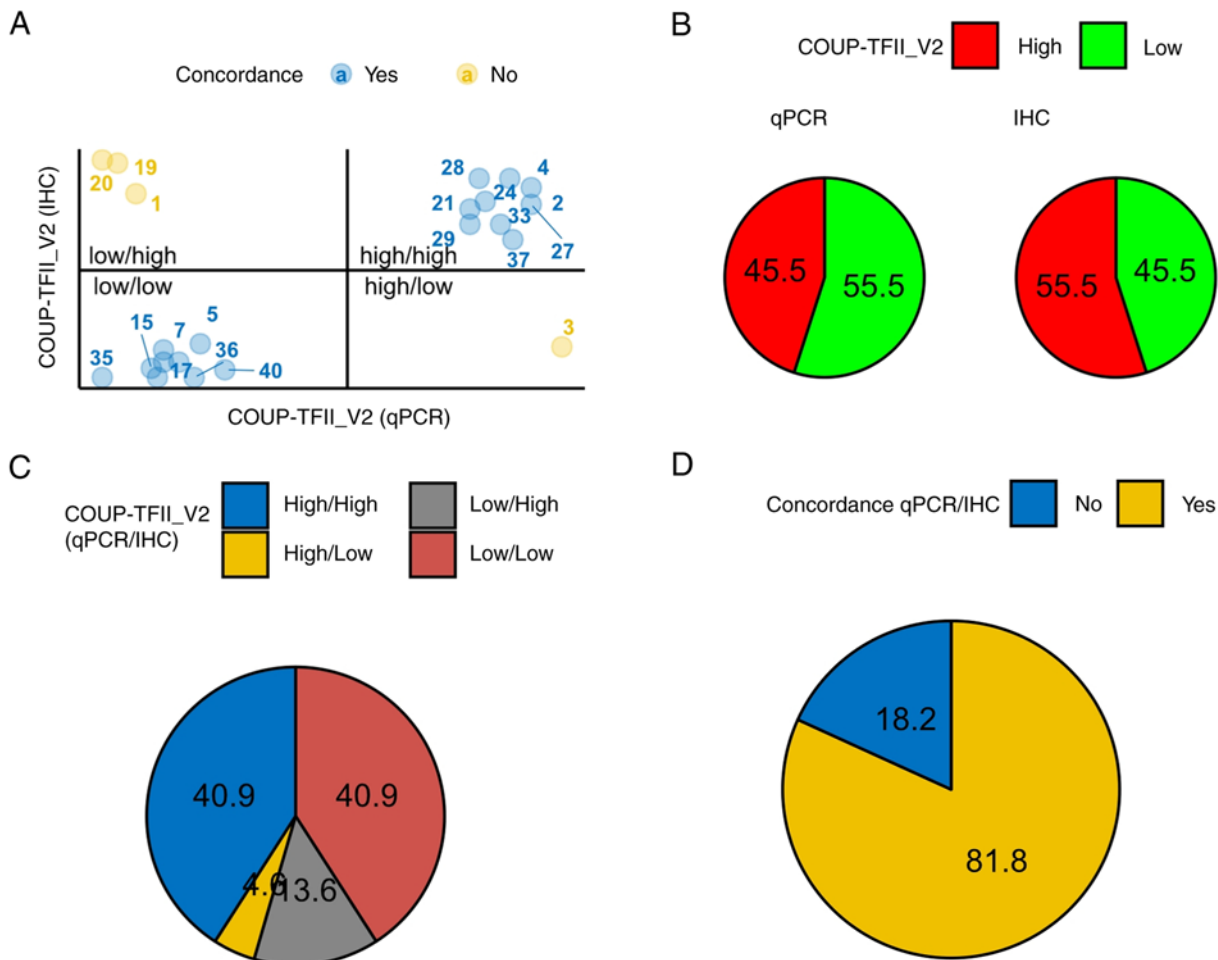 A
Concordance a Yes a No
COUP-TFII_V2 (IHC)
20 19
1
low/high
28 4
24
21 2
33
29
37 27
high/high
low/low
15 7 5
35 17 36 40
high/low
3
COUP-TFII_V2 (qPCR)
B
COUP-TFII_V2 High Low
qPCR IHC
45.5 55.5
55.5 45.5
C
COUP-TFII_V2
(qPCR/IHC)
High/High Low/High
High/Low Low/Low
40.9 40.9
4.6 13.6
D
Concordance qPCR/IHC No Yes
18.2
81.8